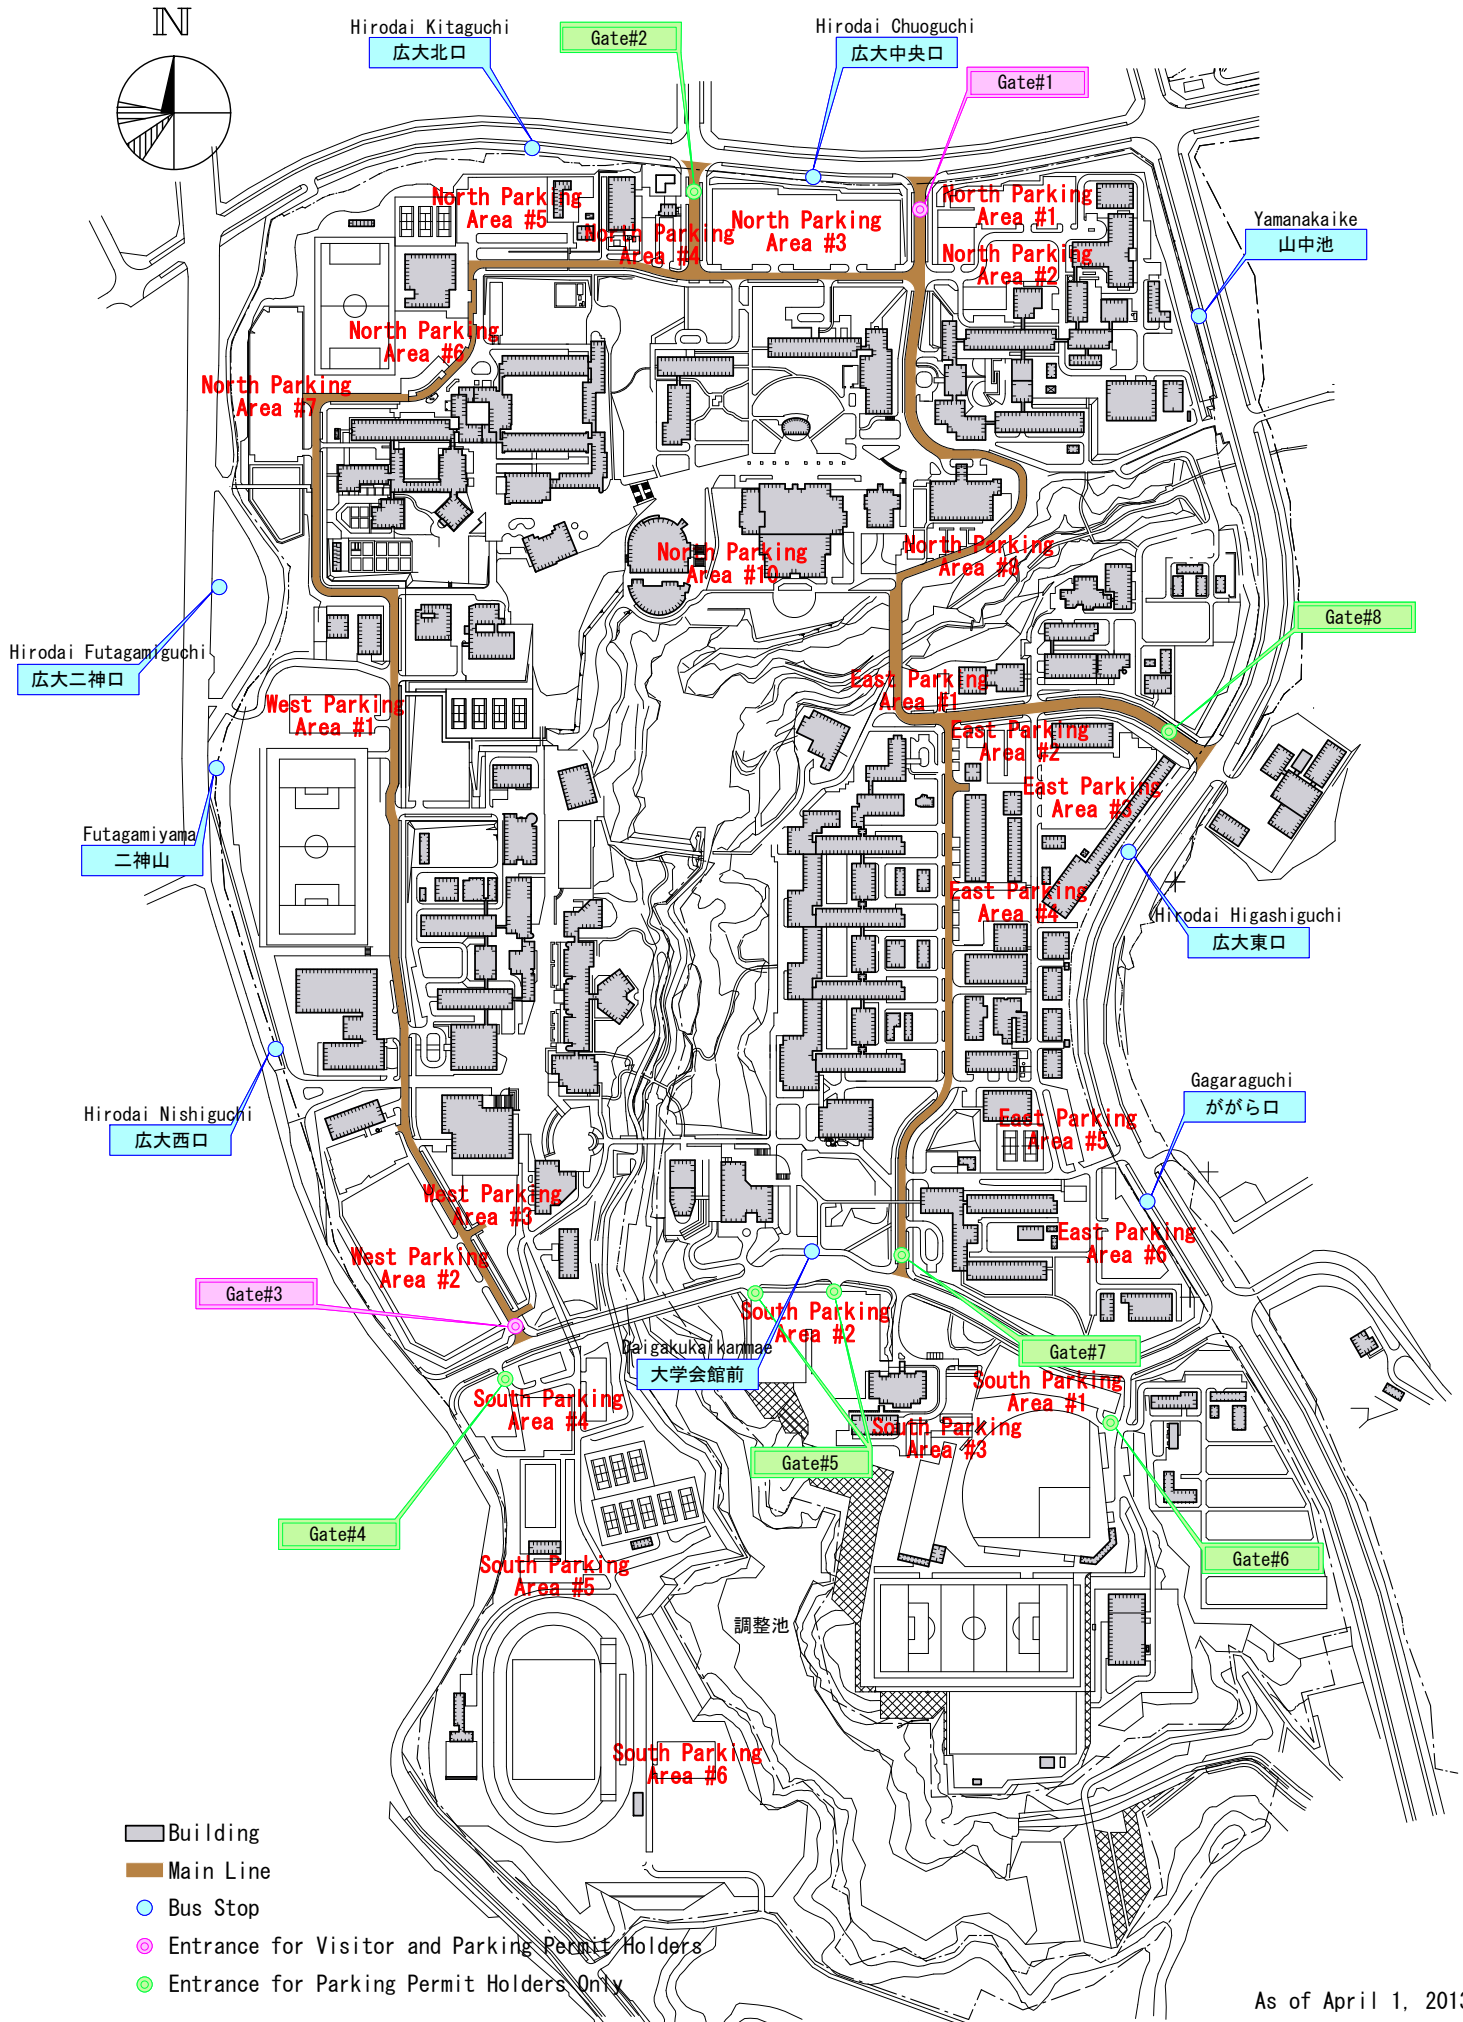 N
Hirodai Kitaguchi
広大北口
Gate#2
Hirodai Chuoguchi
広大中央口
Gate#1
North Parking
Area #5
North Parking
Area #4
North Parking
Area #3
North Parking
Area #1
North Parking
Area #2
Yamanakaike
山中池
North Parking
Area #6
North Parking
Area #7
North Parking
Area #10
North Parking
Area #8
Hirodai Futagamiguchi
広大二神口
Gate#8
West Parking
Area #1
East Parking
Area #1
East Parking
Area #2
East Parking
Area #3
Futagamiyama
二神山
East Parking
Area #4
Hirodai Higashiguchi
広大東口
Hirodai Nishiguchi
広大西口
Gagaraguchi
ががら口
East Parking
Area #5
West Parking
Area #3
West Parking
Area #2
East Parking
Area #6
Gate#3
South Parking
Area #2
Daigakukaikanmae
大学会館前
Gate#7
South Parking
Area #4
South Parking
Area #1
South Parking
Area #3
Gate#5
Gate#4
Gate#6
South Parking
Area #5
調整池
South Parking
Area #6
Building
Main Line
Bus Stop
Entrance for Visitor and Parking Permit Holders
Entrance for Parking Permit Holders Only
As of April 1, 2013